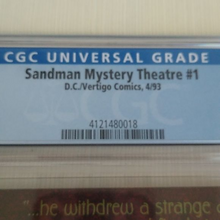 CGC UNIVERSAL GRADE
Sandman Mystery Theatre #1
D.C./Vertigo Comics, 4/93
4121480018
"...he withdrew a strange